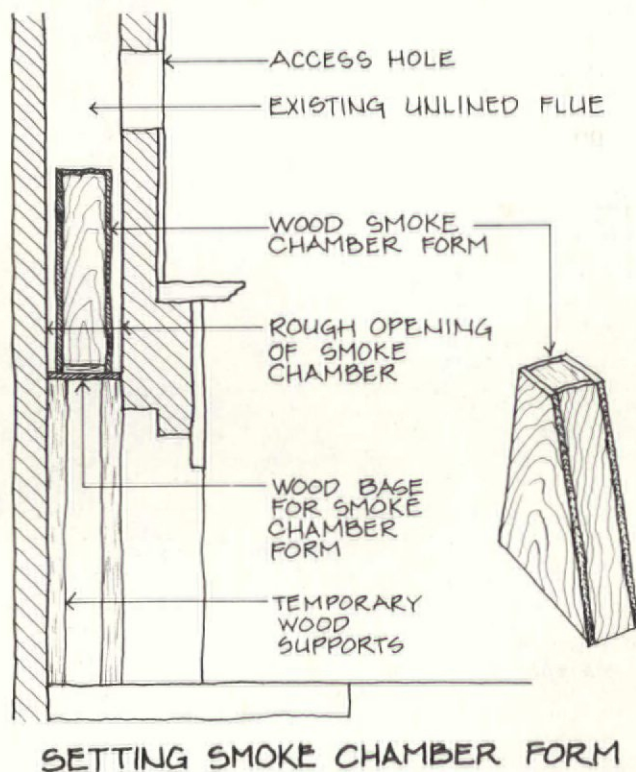 ACCESS HOLE
EXISTING UNLINED FLUE
WOOD SMOKE
CHAMBER FORM
ROUGH OPENING
OF SMOKE
CHAMBER
WOOD BASE
FOR SMOKE
CHAMBER
FORM
TEMPORARY
WOOD
SUPPORTS
SETTING SMOKE CHAMBER FORM